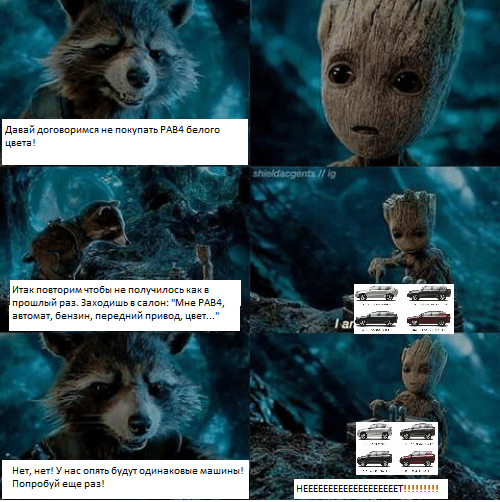 Давай договоримся не покупать РАВ4 белого
цвета!
shieldacgents // ig
Итак повторим чтобы не получилось как в
прошлый раз. Заходишь в салон: "Мне РАВ4,
автомат, бензин, передний привод, цвет..."
I am
Нет, нет! У нас опять будут одинаковые машины!
Попробуй еще раз!
НЕЕЕЕЕЕЕЕЕЕЕЕЕЕЕЕЕЕТ!!!!!!!!!!